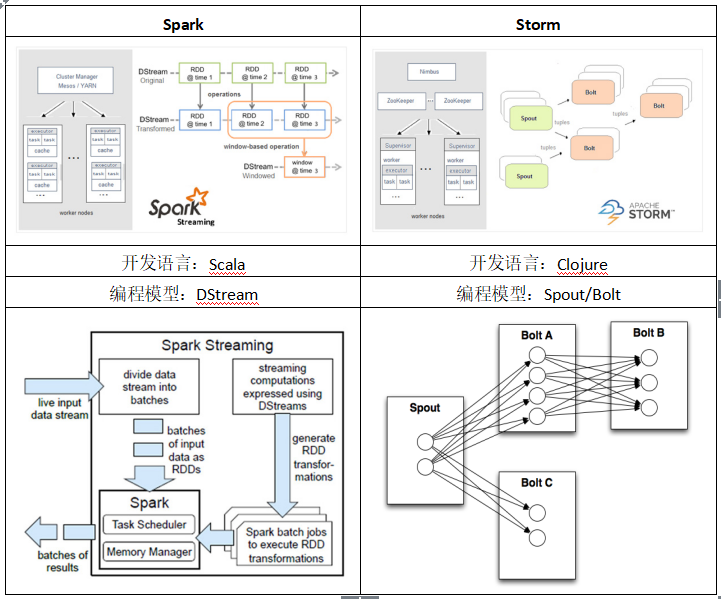 Spark
Storm
Cluster Manager
Mesos / YARN
executor
task task
cache
executor
task task
cache
...
executor
task task
cache
executor
task task
cache
...
...
worker nodes
DStream
Original
RDD
@ time 1
RDD
@ time 2
RDD
@ time 3
operations
DStream
Transformed
RDD
@ time 1
RDD
@ time 2
RDD
@ time 3
window-based operation
DStream
Windowed
window
@ time 3
Spark
Streaming
Nimbus
ZooKeeper
...
ZooKeeper
Supervisor
worker
executor
task task
...
...
Supervisor
worker
executor
task task
...
worker nodes
Spout
Spout
tuples
tuples
tuples
Bolt
Bolt
Bolt
APACHE
STORM™
开发语言：Scala
开发语言：Clojure
编程模型：DStream
编程模型：Spout/Bolt
Spark Streaming
live input
data stream
divide data
stream into
batches
streaming
computations
expressed using
DStreams
batches
of input
data as
RDDs
generate
RDD
transfor-
mations
Spark
Task Scheduler
Memory Manager
Spark batch jobs
to execute RDD
transformations
batches of
results
Spout
Bolt A
Bolt B
Bolt C